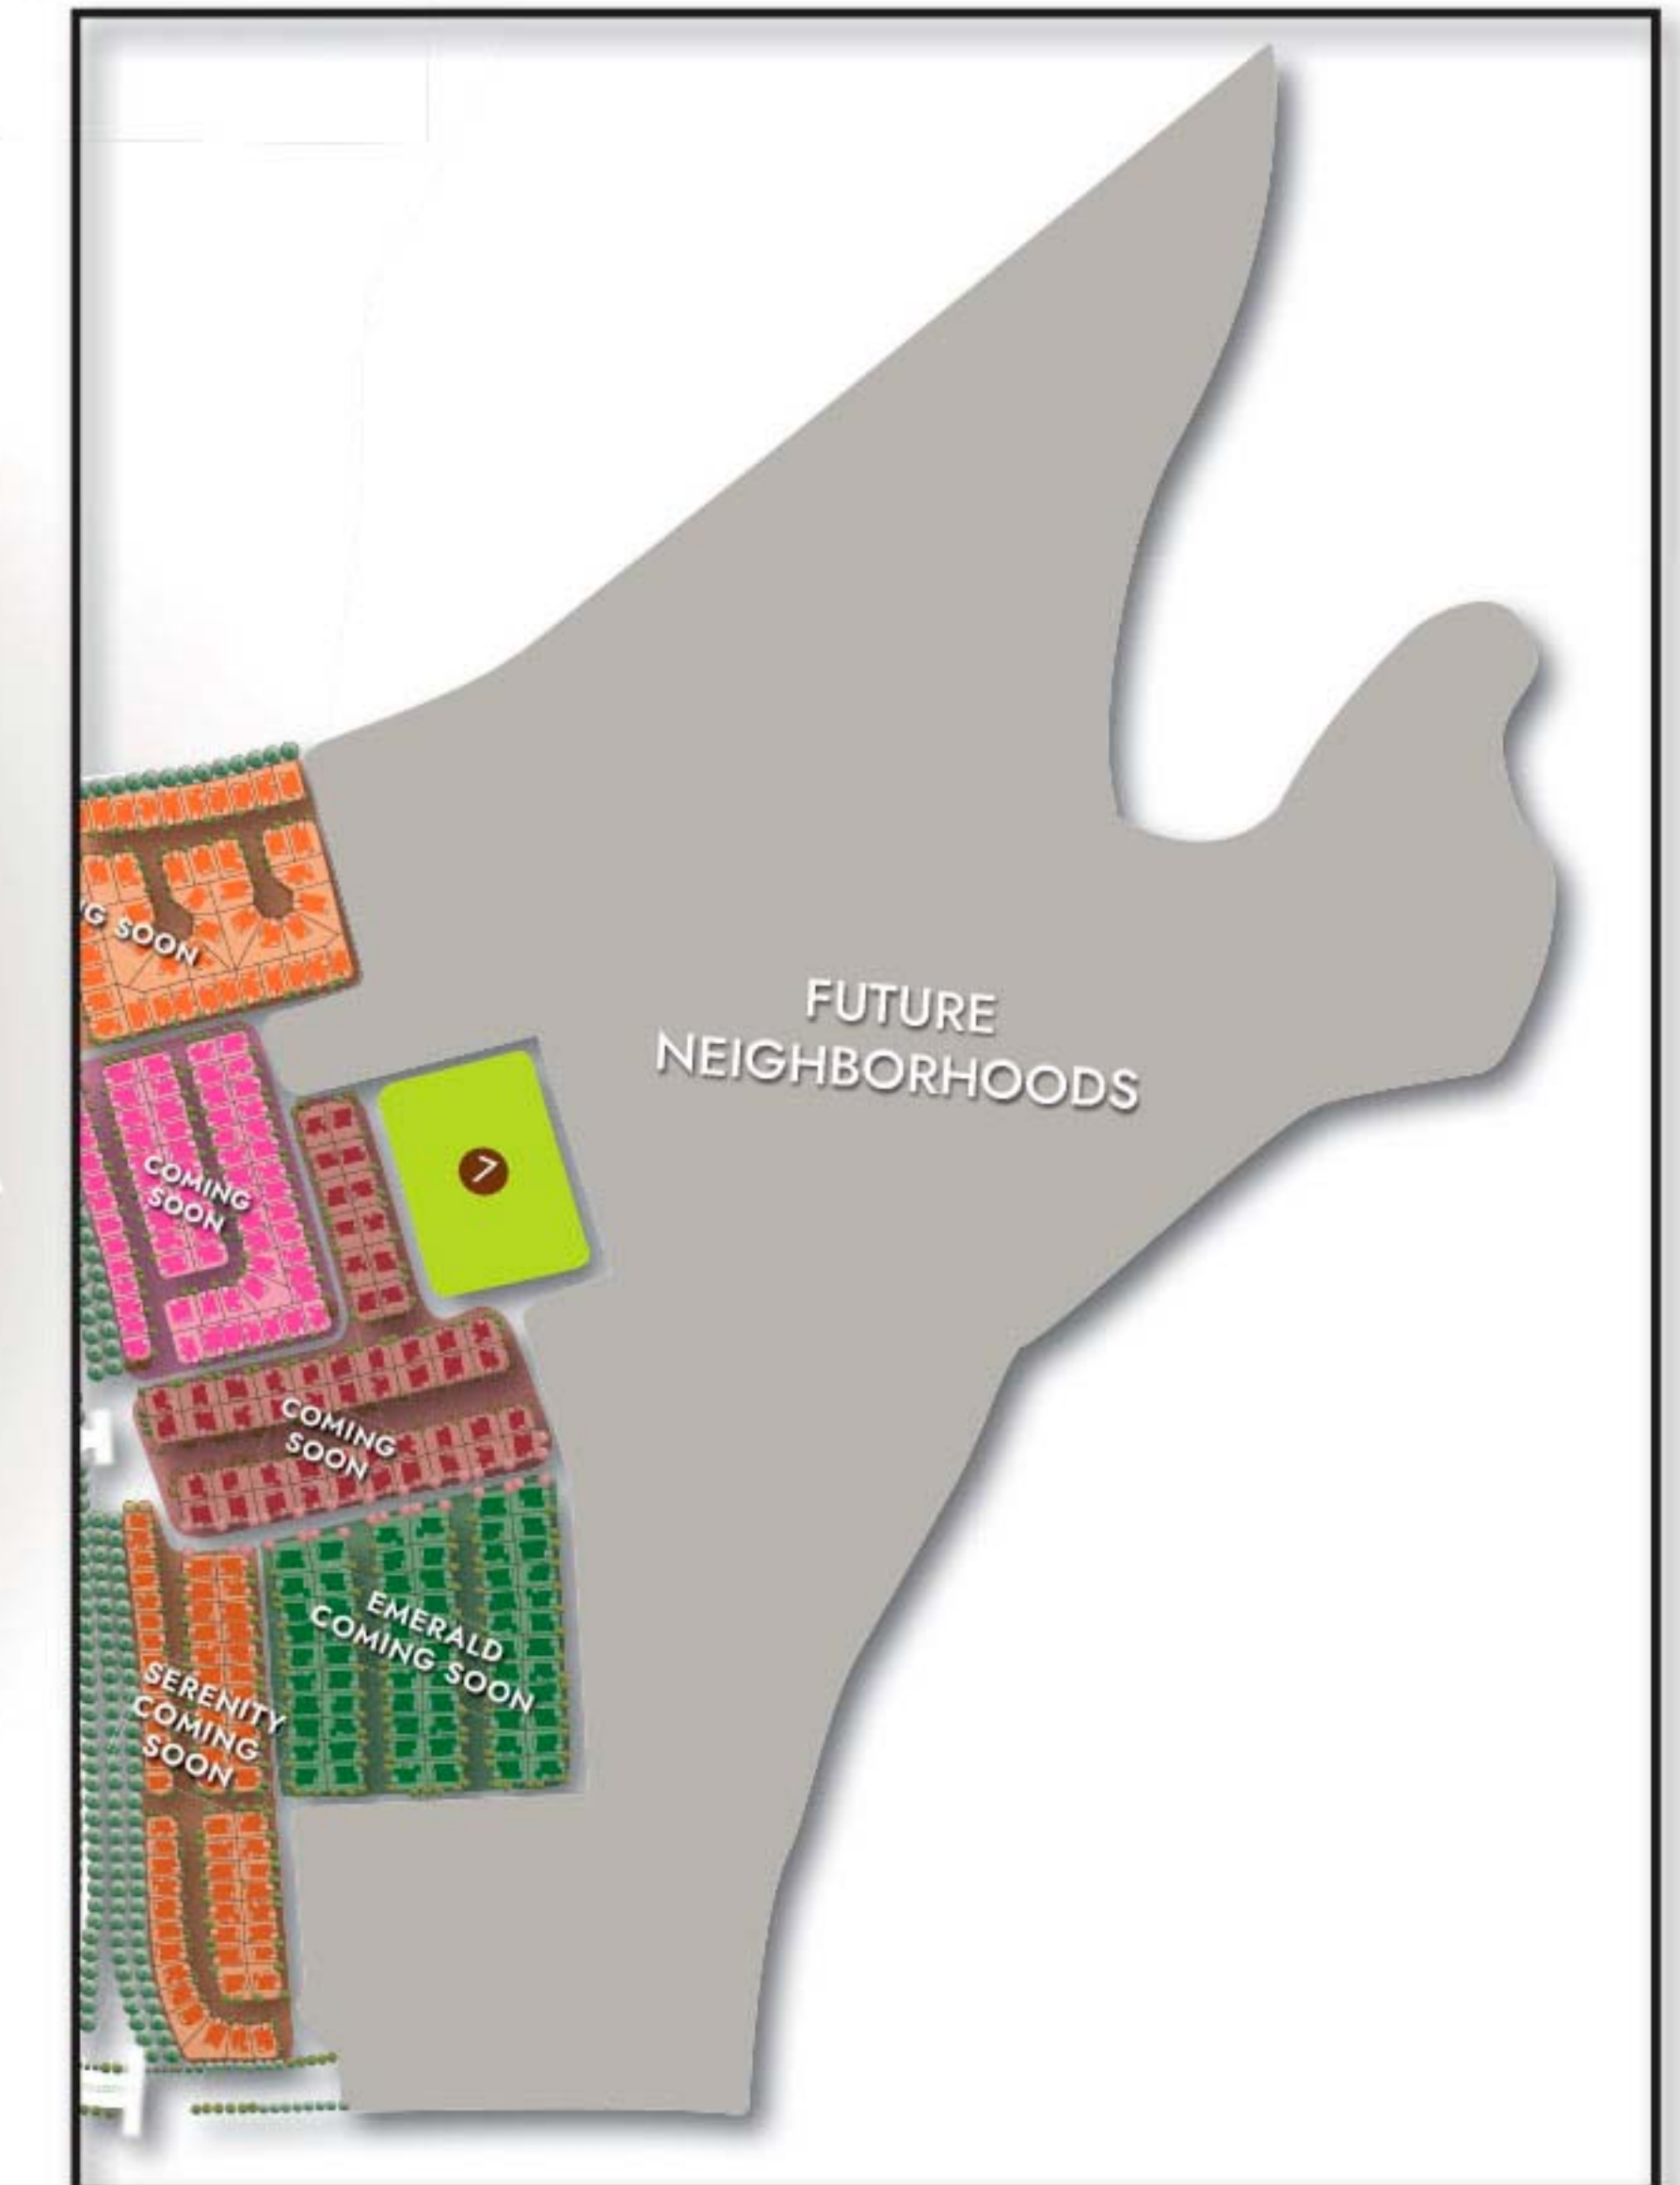 G SOON
FUTURE
NEIGHBORHOODS
COMING
SOON
7
COMING
SOON
EMERALD
COMING SOON
SERENITY
COMING
SOON